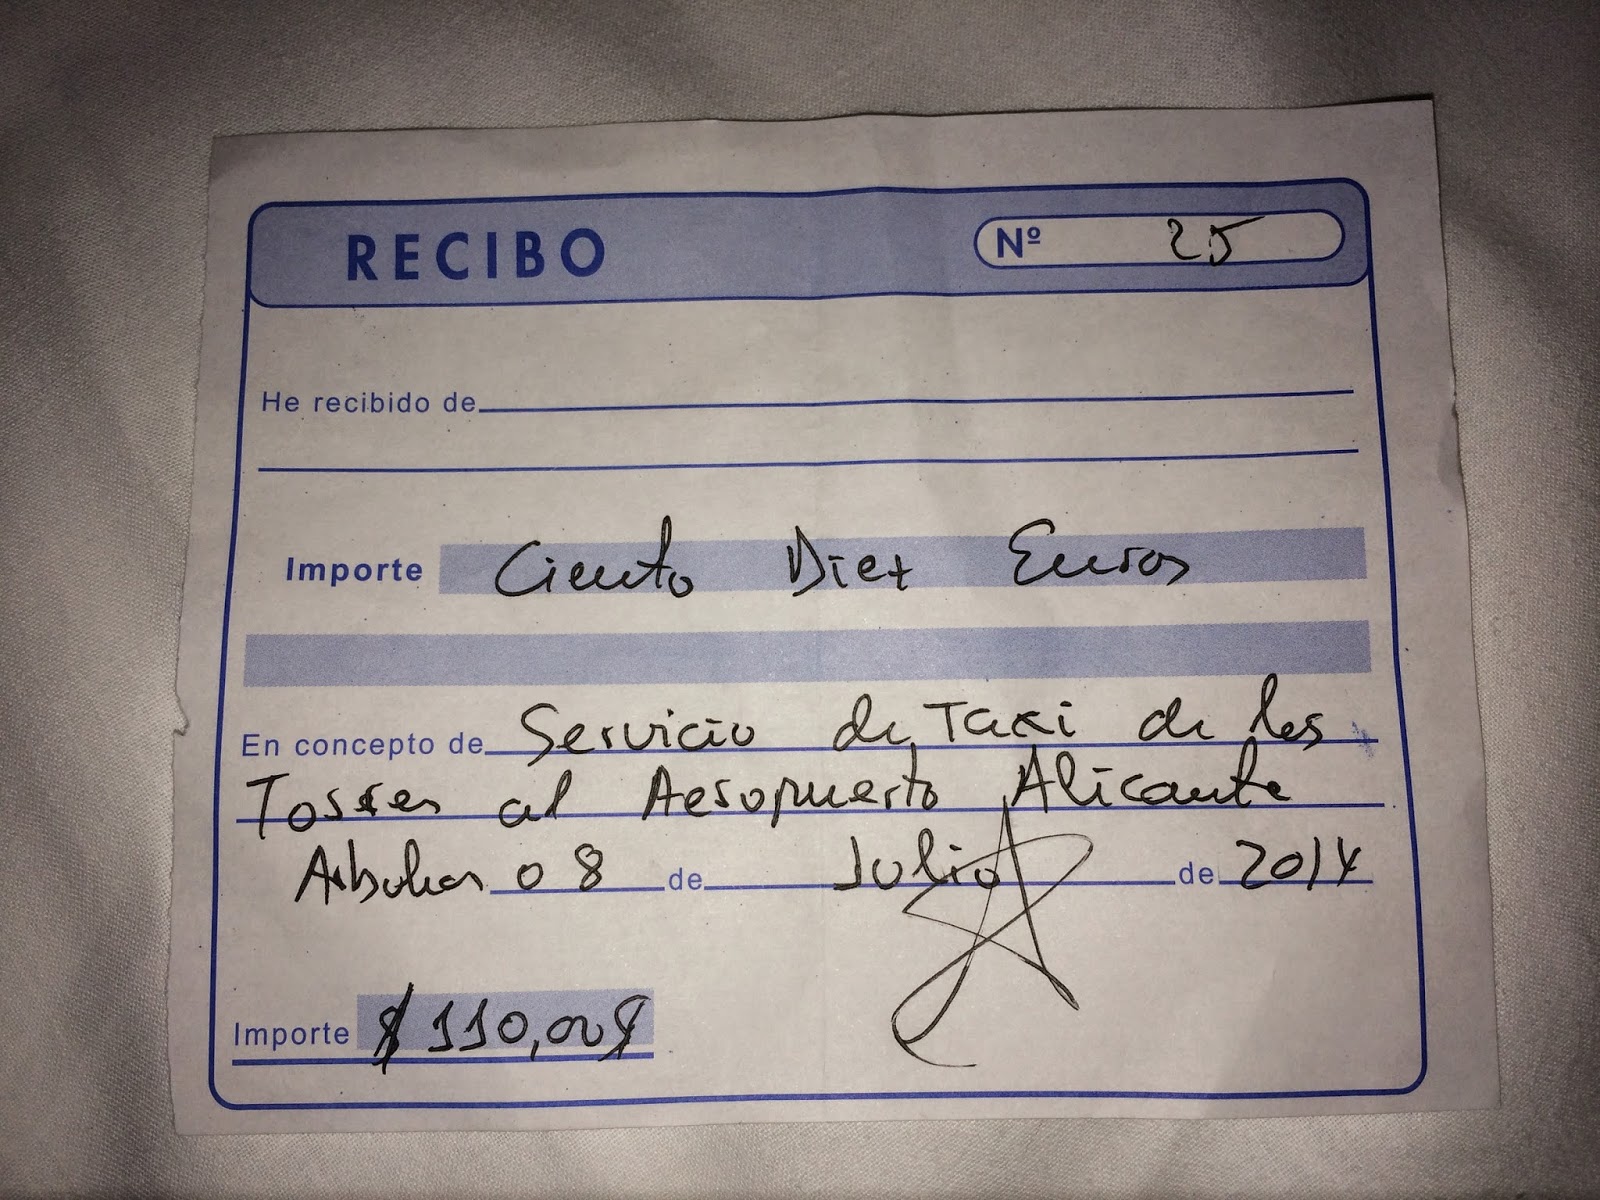 RECIBO Nº 25
He recibido de
Importe Ciento Diez Euros
En concepto de Servicio de Taxi de las
Torres al Aeropuerto Alicante
08 de Julio de 2014
Importe 110,00